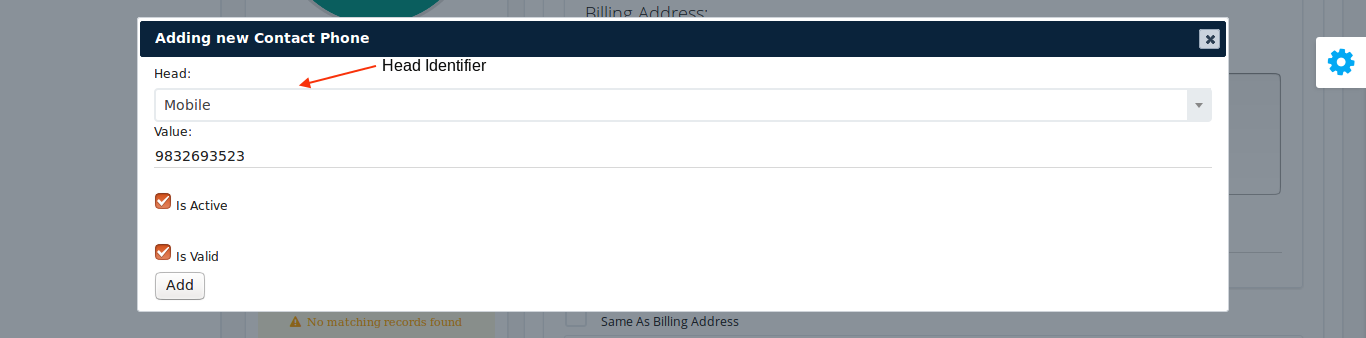 Billing Address:
Adding new Contact Phone
Head Identifier
Head:
Mobile
Value:
9832693523
Is Active
Is Valid
Add
No matching records found
Same As Billing Address